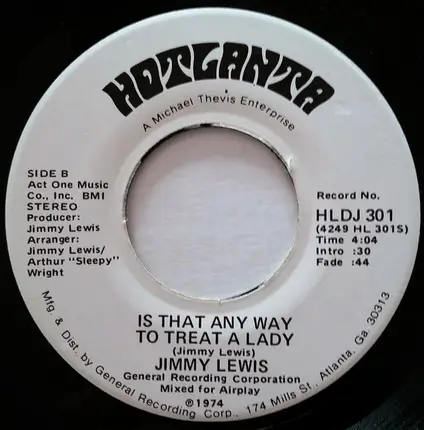 HOTLANTA
A Michael Thevis Enterprise
SIDE B
Act One Music
Co., Inc. BMI
STEREO
Producer:
Jimmy Lewis
Arranger:
Jimmy Lewis/
Arthur "Sleepy"
Wright
Record No.
HLDJ 301
(4249 HL 301S)
Time 4:04
Intro :30
Fade :44
IS THAT ANY WAY
TO TREAT A LADY
(Jimmy Lewis)
JIMMY LEWIS
General Recording Corporation
Mixed for Airplay
℗1974
Mfg. & Dist. by General Recording Corp., 174 Mills St., Atlanta, Ga. 30313